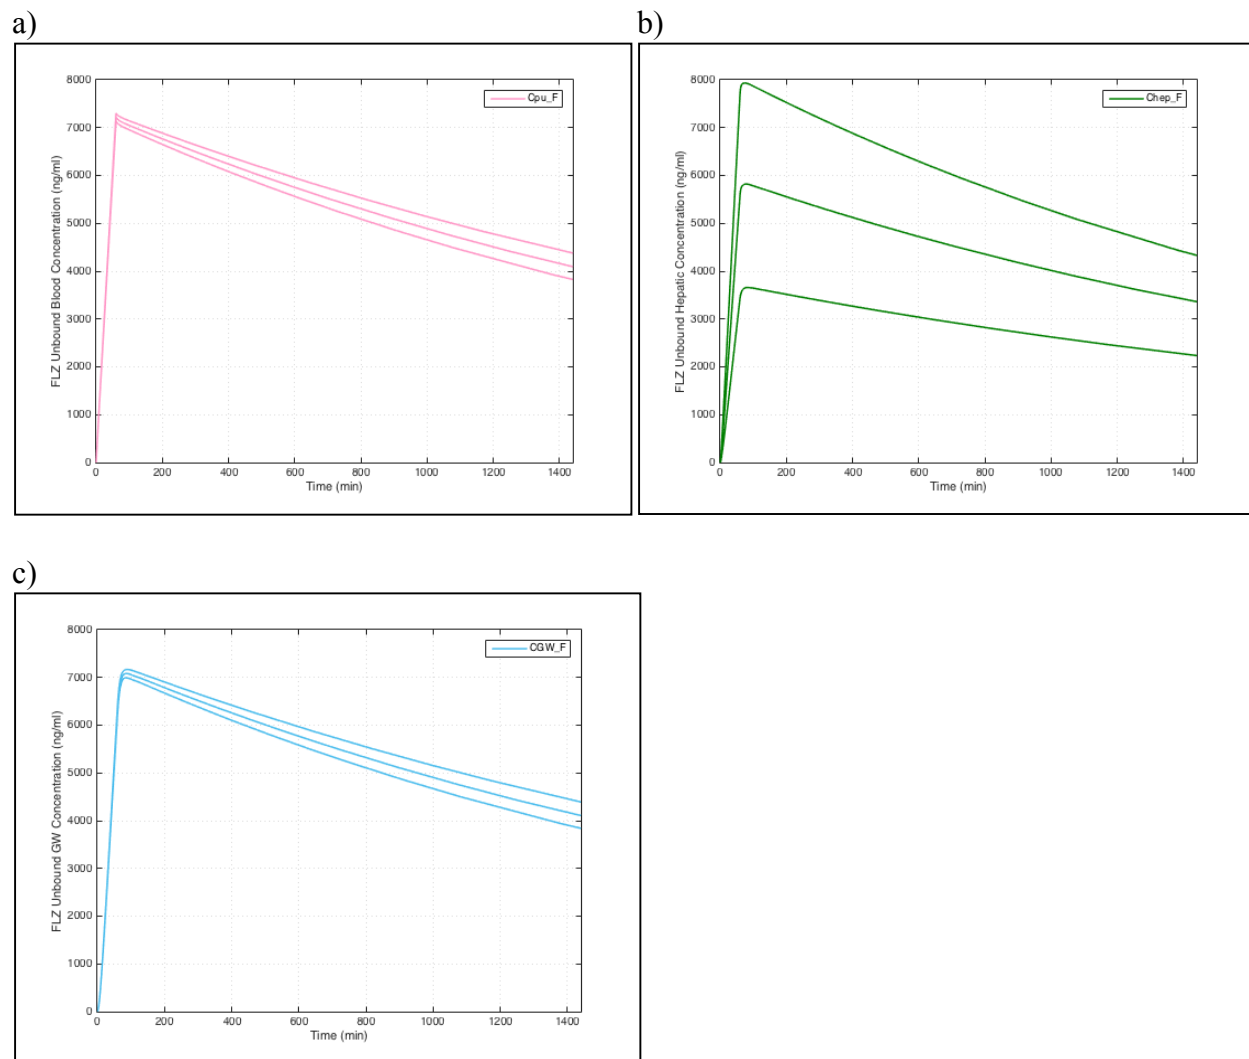 a)
b)
8000
7000
6000
5000
4000
3000
2000
1000
0
FLZ Unbound Blood Concentration (ng/ml)
Cpu_F
0 200 400 600 800 1000 1200 1400
Time (min)
8000
7000
6000
5000
4000
3000
2000
1000
0
FLZ Unbound Hepatic Concentration (ng/ml)
Chep_F
0 200 400 600 800 1000 1200 1400
Time (min)
c)
8000
7000
6000
5000
4000
3000
2000
1000
0
FLZ Unbound GW Concentration (ng/ml)
CGW_F
0 200 400 600 800 1000 1200 1400
Time (min)